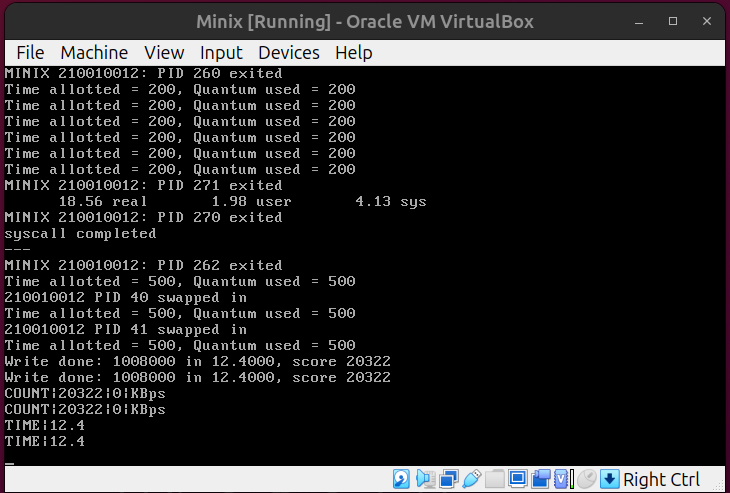 Minix [Running] - Oracle VM VirtualBox
File Machine View Input Devices Help
MINIX 210010012: PID 260 exited
Time allotted = 200, Quantum used = 200
Time allotted = 200, Quantum used = 200
Time allotted = 200, Quantum used = 200
Time allotted = 200, Quantum used = 200
Time allotted = 200, Quantum used = 200
Time allotted = 200, Quantum used = 200
MINIX 210010012: PID 271 exited
18.56 real 1.98 user 4.13 sys
MINIX 210010012: PID 270 exited
syscall completed
---
MINIX 210010012: PID 262 exited
Time allotted = 500, Quantum used = 500
210010012 PID 40 swapped in
Time allotted = 500, Quantum used = 500
210010012 PID 41 swapped in
Time allotted = 500, Quantum used = 500
Write done: 1008000 in 12.4000, score 20322
Write done: 1008000 in 12.4000, score 20322
COUNT|20322|0|KBps
COUNT|20322|0|KBps
TIME|12.4
TIME|12.4
_
Right Ctrl